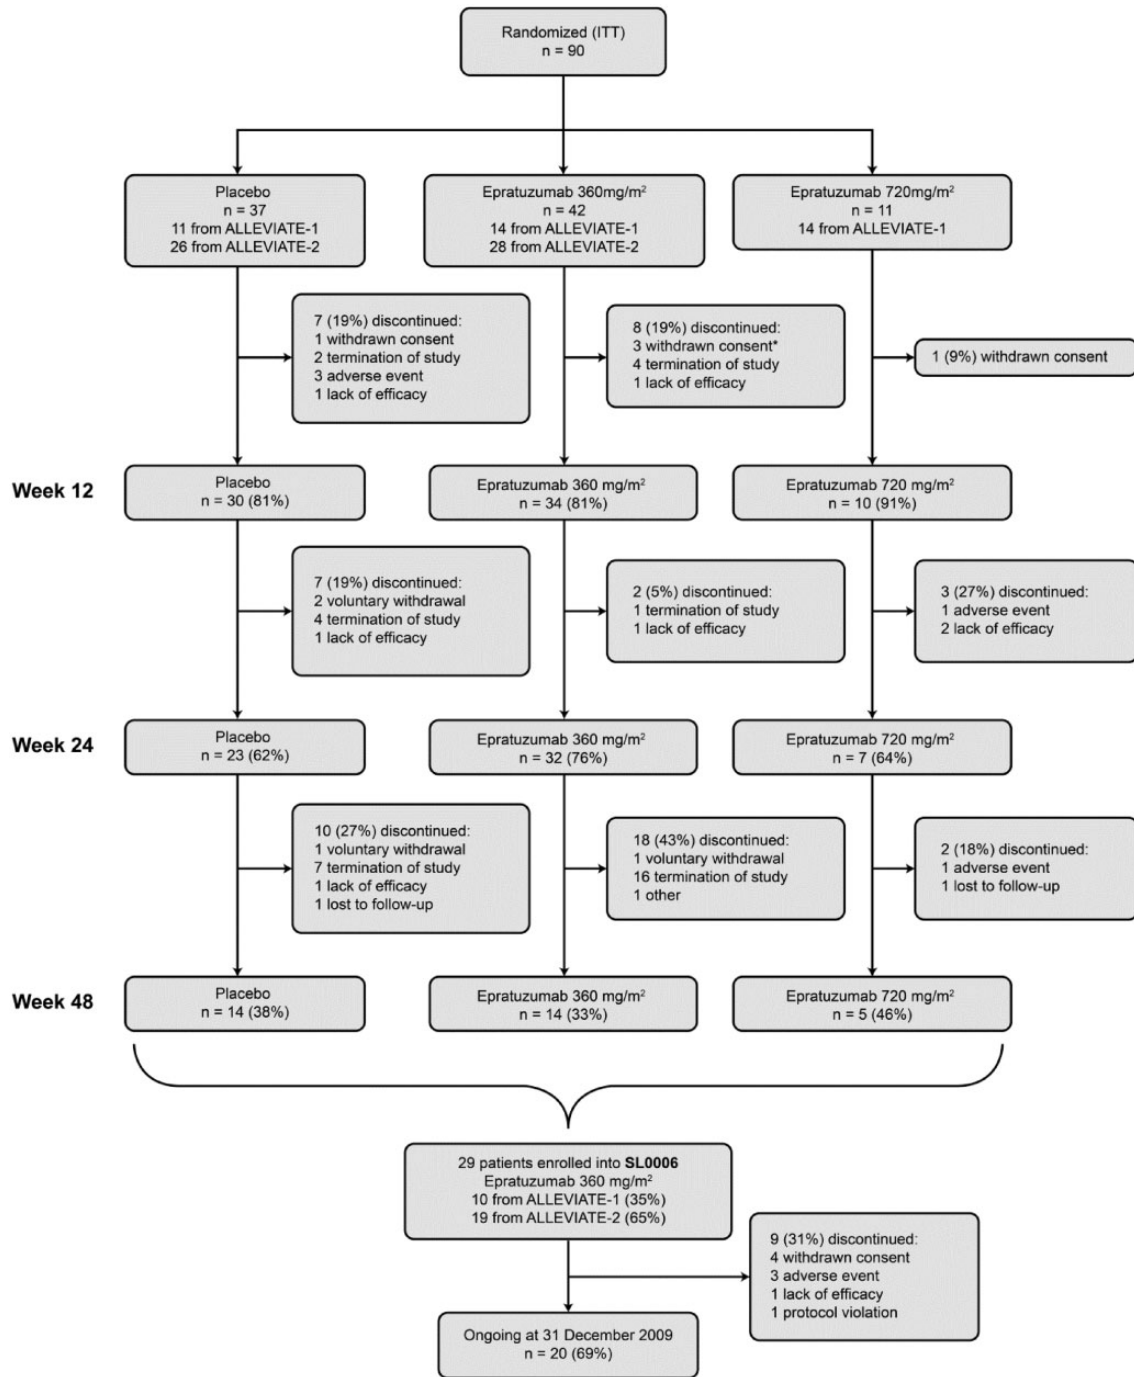 Randomized (ITT)
n = 90
Placebo
n = 37
11 from ALLEVIATE-1
26 from ALLEVIATE-2
Epratuzumab 360mg/m²
n = 42
14 from ALLEVIATE-1
28 from ALLEVIATE-2
Epratuzumab 720mg/m²
n = 11
14 from ALLEVIATE-1
7 (19%) discontinued:
1 withdrawn consent
2 termination of study
3 adverse event
1 lack of efficacy
8 (19%) discontinued:
3 withdrawn consent*
4 termination of study
1 lack of efficacy
1 (9%) withdrawn consent
Week 12
Placebo
n = 30 (81%)
Epratuzumab 360 mg/m²
n = 34 (81%)
Epratuzumab 720 mg/m²
n = 10 (91%)
7 (19%) discontinued:
2 voluntary withdrawal
4 termination of study
1 lack of efficacy
2 (5%) discontinued:
1 termination of study
1 lack of efficacy
3 (27%) discontinued:
1 adverse event
2 lack of efficacy
Week 24
Placebo
n = 23 (62%)
Epratuzumab 360 mg/m²
n = 32 (76%)
Epratuzumab 720 mg/m²
n = 7 (64%)
10 (27%) discontinued:
1 voluntary withdrawal
7 termination of study
1 lack of efficacy
1 lost to follow-up
18 (43%) discontinued:
1 voluntary withdrawal
16 termination of study
1 other
2 (18%) discontinued:
1 adverse event
1 lost to follow-up
Week 48
Placebo
n = 14 (38%)
Epratuzumab 360 mg/m²
n = 14 (33%)
Epratuzumab 720 mg/m²
n = 5 (46%)
29 patients enrolled into SL0006
Epratuzumab 360 mg/m²
10 from ALLEVIATE-1 (35%)
19 from ALLEVIATE-2 (65%)
9 (31%) discontinued:
4 withdrawn consent
3 adverse event
1 lack of efficacy
1 protocol violation
Ongoing at 31 December 2009
n = 20 (69%)